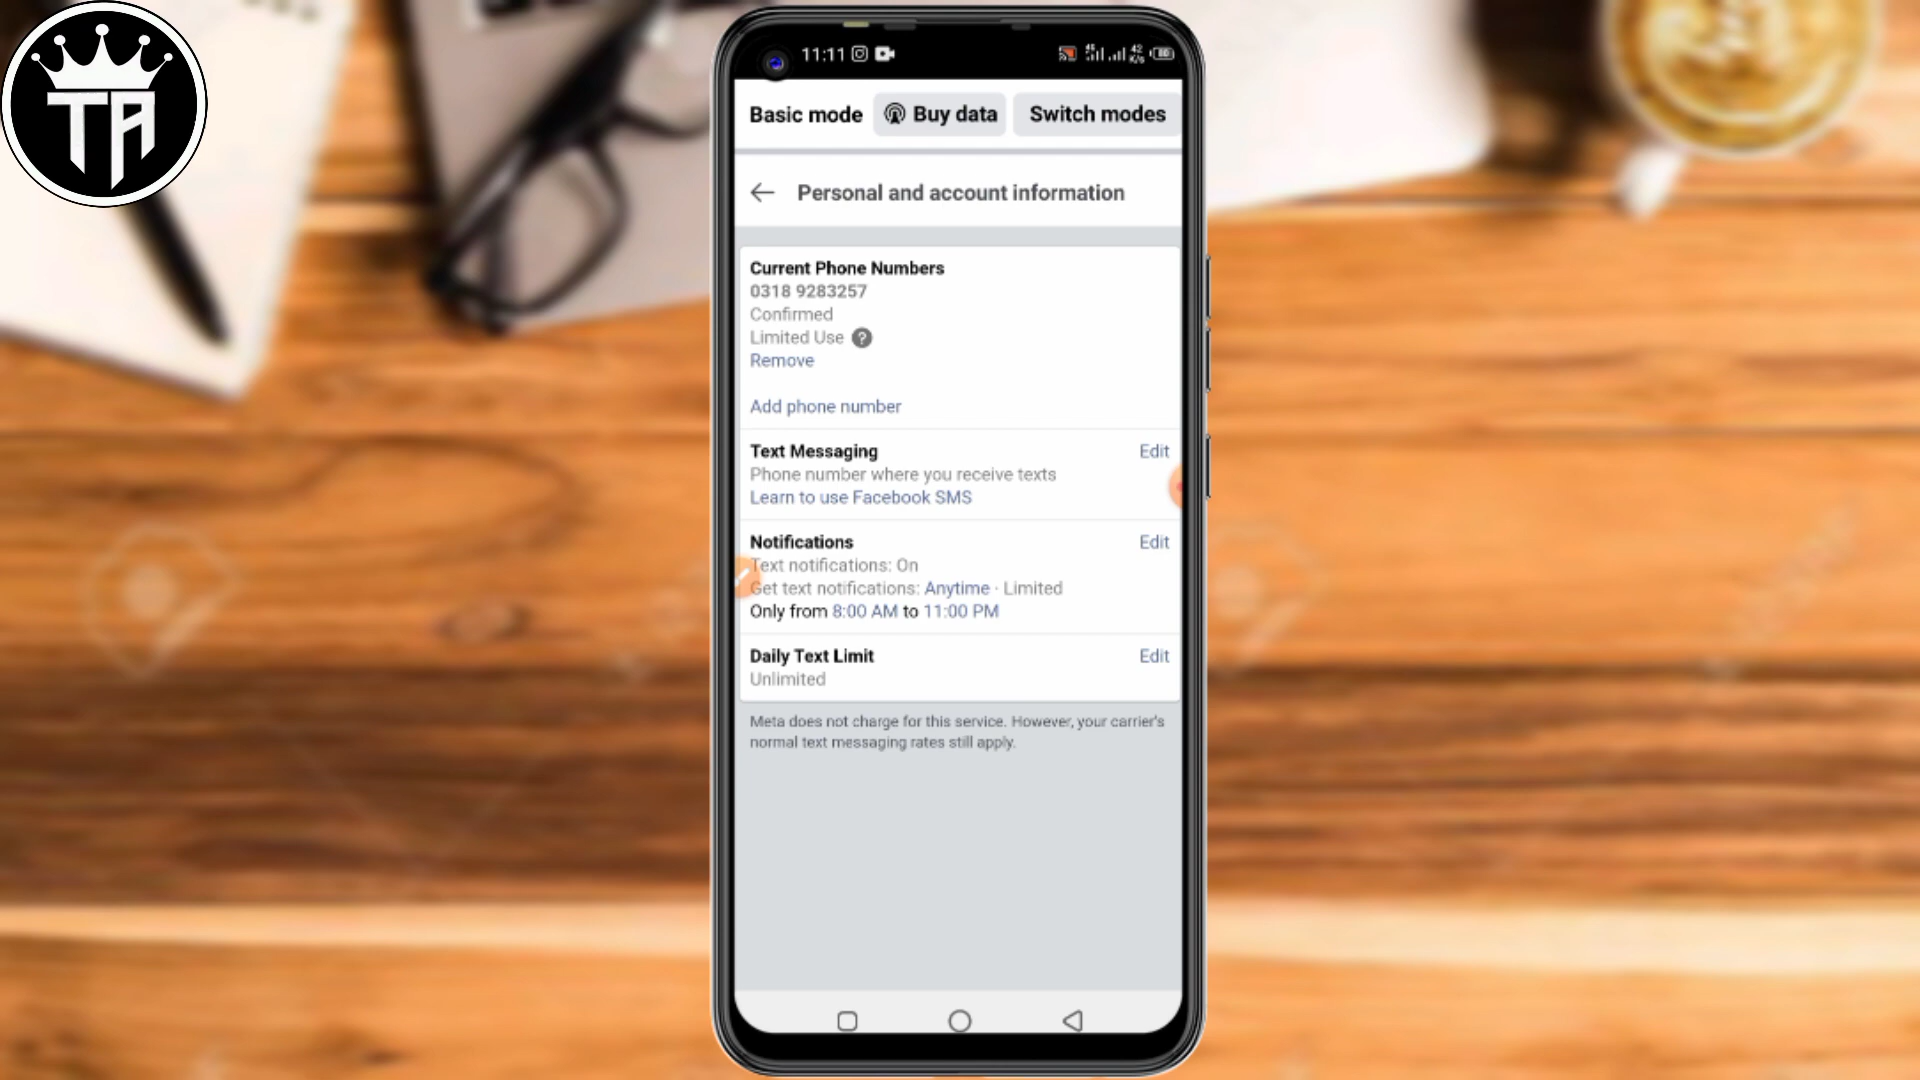 TA
11:11
Basic mode
Buy data
Switch modes
Personal and account information
Current Phone Numbers
0318 9283257
Confirmed
Limited Use ?
Remove
Add phone number
Text Messaging
Edit
Phone number where you receive texts
Learn to use Facebook SMS
Notifications
Edit
Text notifications: On
Get text notifications: Anytime · Limited
Only from 8:00 AM to 11:00 PM
Daily Text Limit
Edit
Unlimited
Meta does not charge for this service. However, your carrier's
normal text messaging rates still apply.